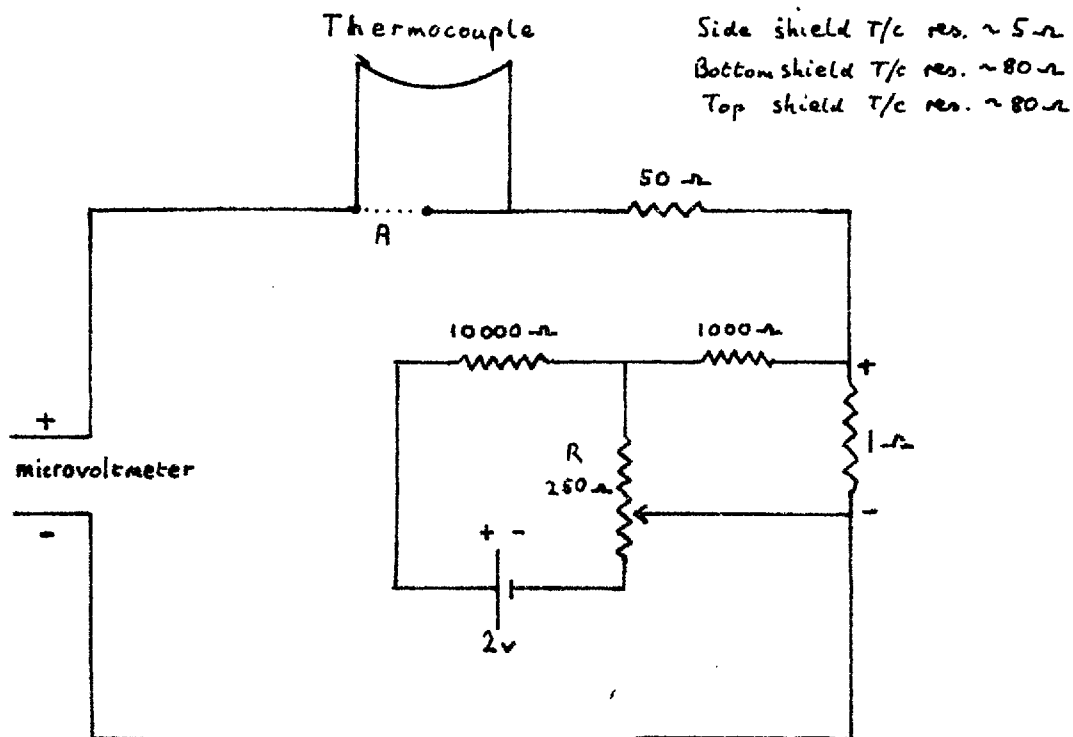 Thermocouple
Side shield T/c res. ~ 5 Ω
Bottom shield T/c res. ~ 80 Ω
Top shield T/c res. ~ 80 Ω
50 Ω
A
10000 Ω
1000 Ω
+
+
R
250 Ω
1 Ω
microvoltmeter
-
+ -
-
2v